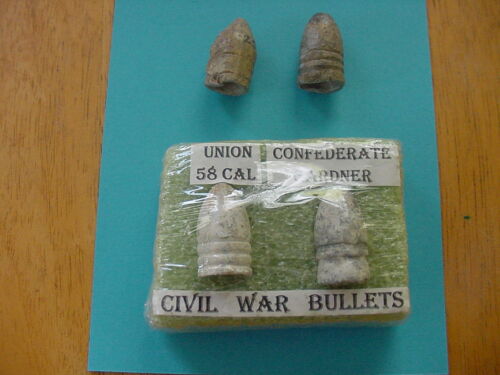 UNION CONFEDERATE
58 CAL GARDNER
CIVIL WAR BULLETS